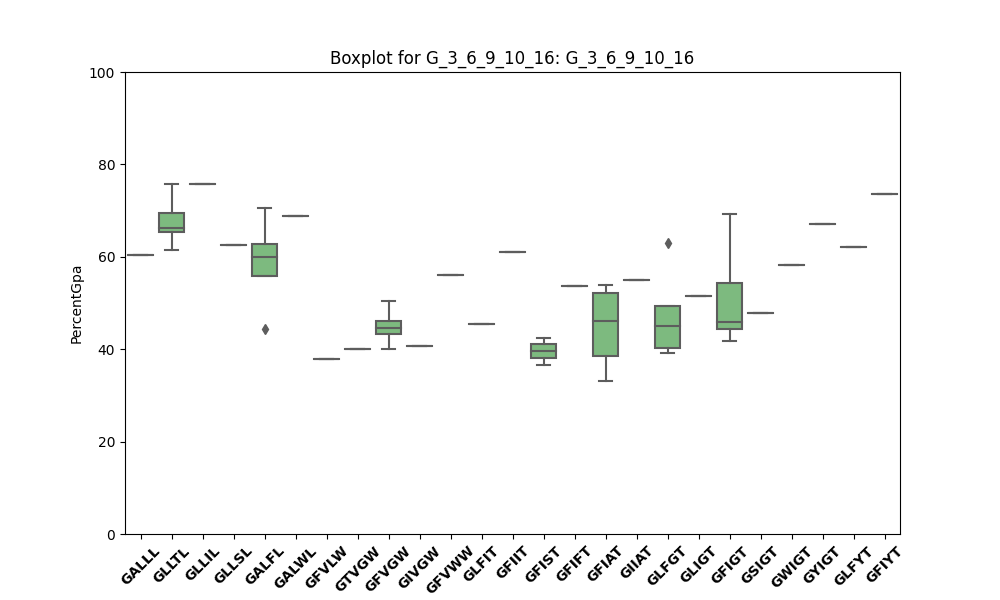 Boxplot for G_3_6_9_10_16: G_3_6_9_10_16
PercentGpa
100
80
60
40
20
0
GALLL
GLLTL
GLLIL
GLLSL
GALFL
GALWL
GFVLW
GTVGW
GFVGW
GIVGW
GFVWW
GLFIT
GFIIT
GFIST
GFIFT
GFIAT
GIIAT
GLFGT
GLIGT
GFIGT
GSIGT
GWIGT
GYIGT
GLFYT
GFIYT